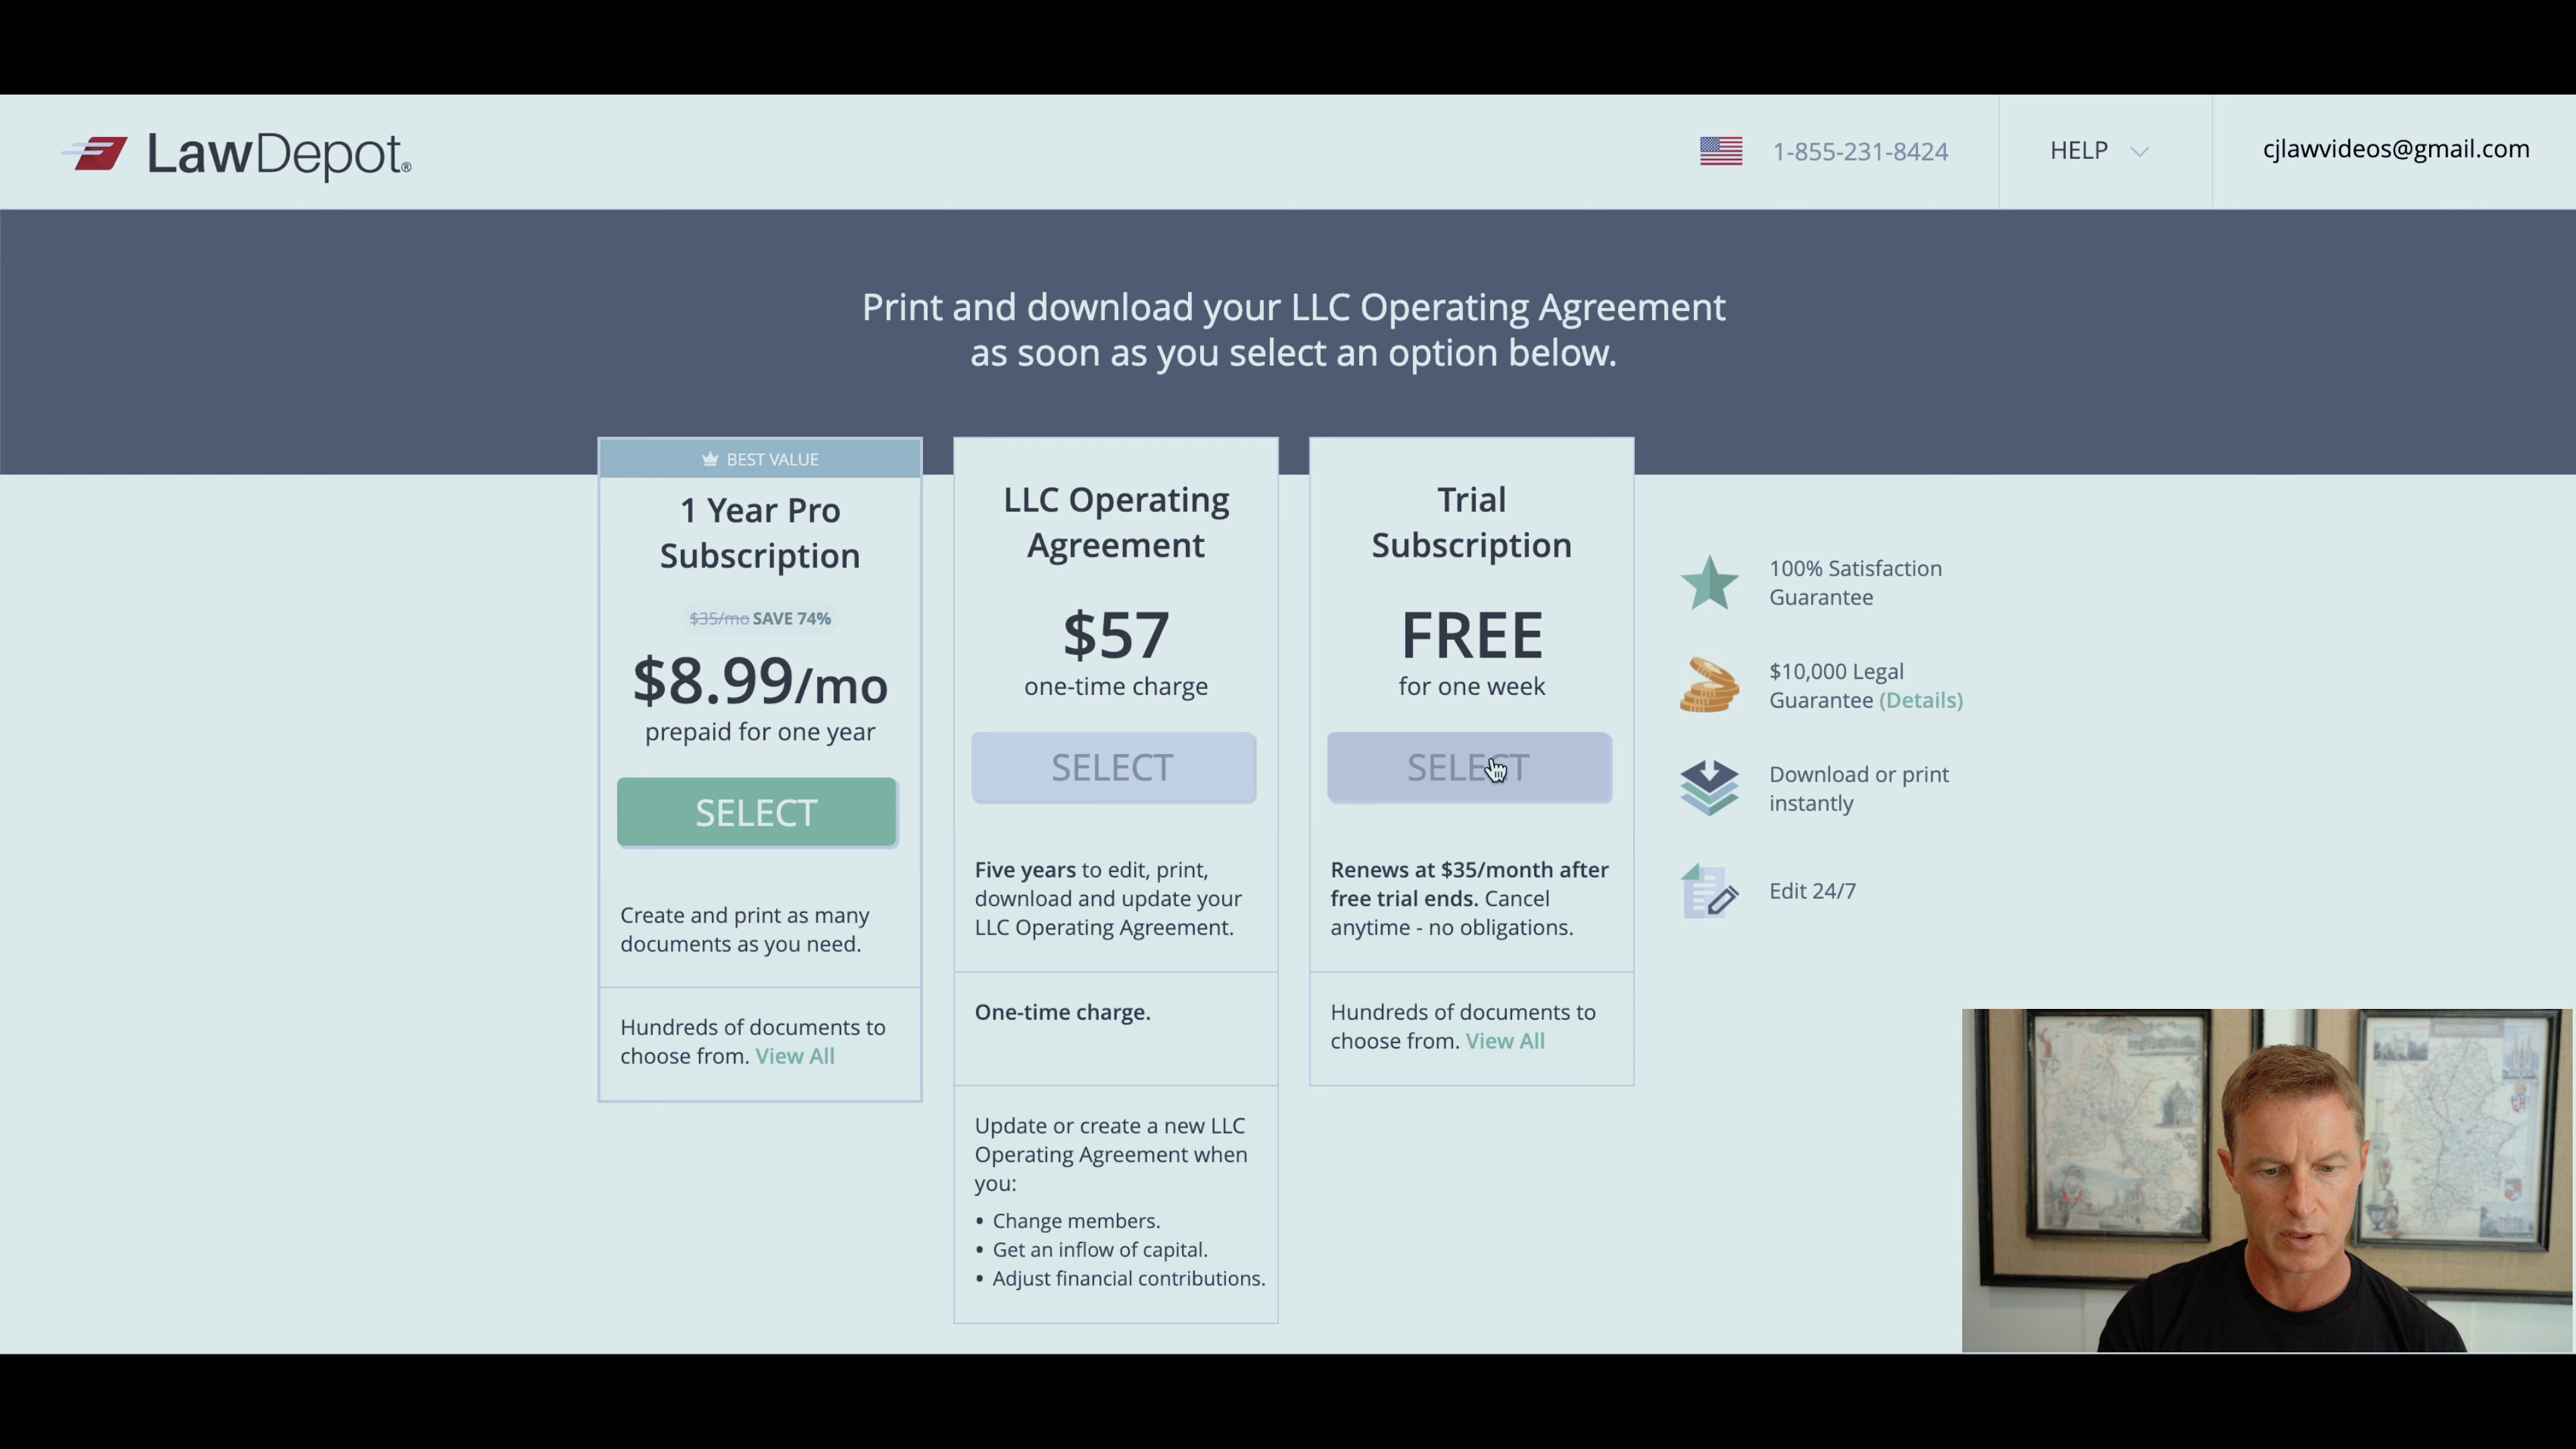 LawDepot®
1-855-231-8424
HELP
cjlawvideos@gmail.com
Print and download your LLC Operating Agreement
as soon as you select an option below.
BEST VALUE
1 Year Pro
Subscription
$35/mo SAVE 74%
$8.99/mo
prepaid for one year
SELECT
Create and print as many
documents as you need.
Hundreds of documents to
choose from. View All
LLC Operating
Agreement
$57
one-time charge
SELECT
Five years to edit, print,
download and update your
LLC Operating Agreement.
One-time charge.
Update or create a new LLC
Operating Agreement when
you:
• Change members.
• Get an inflow of capital.
• Adjust financial contributions.
Trial
Subscription
FREE
for one week
SELECT
Renews at $35/month after
free trial ends. Cancel
anytime - no obligations.
Hundreds of documents to
choose from. View All
100% Satisfaction
Guarantee
$10,000 Legal
Guarantee (Details)
Download or print
instantly
Edit 24/7